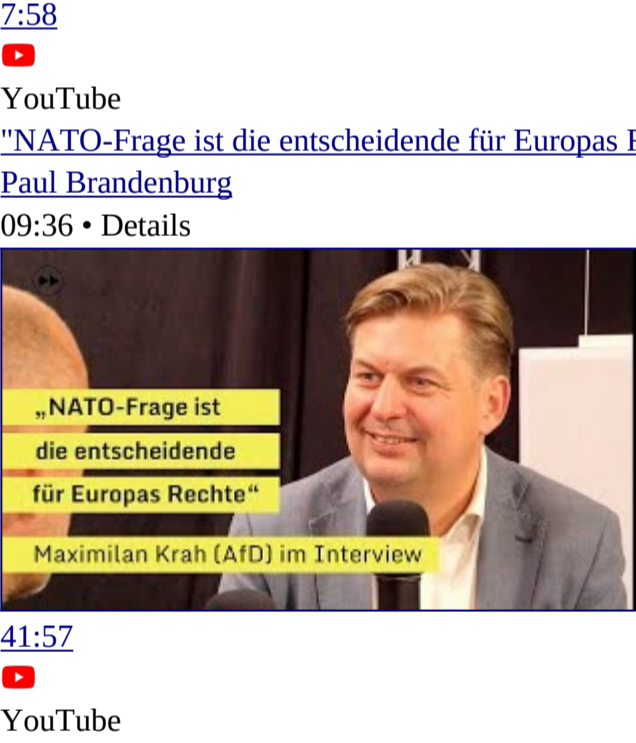 7:58
YouTube
"NATO-Frage ist die entscheidende für Europas
Paul Brandenburg
09:36 • Details
„NATO-Frage ist
die entscheidende
für Europas Rechte“
Maximilan Krah (AfD) im Interview
41:57
YouTube